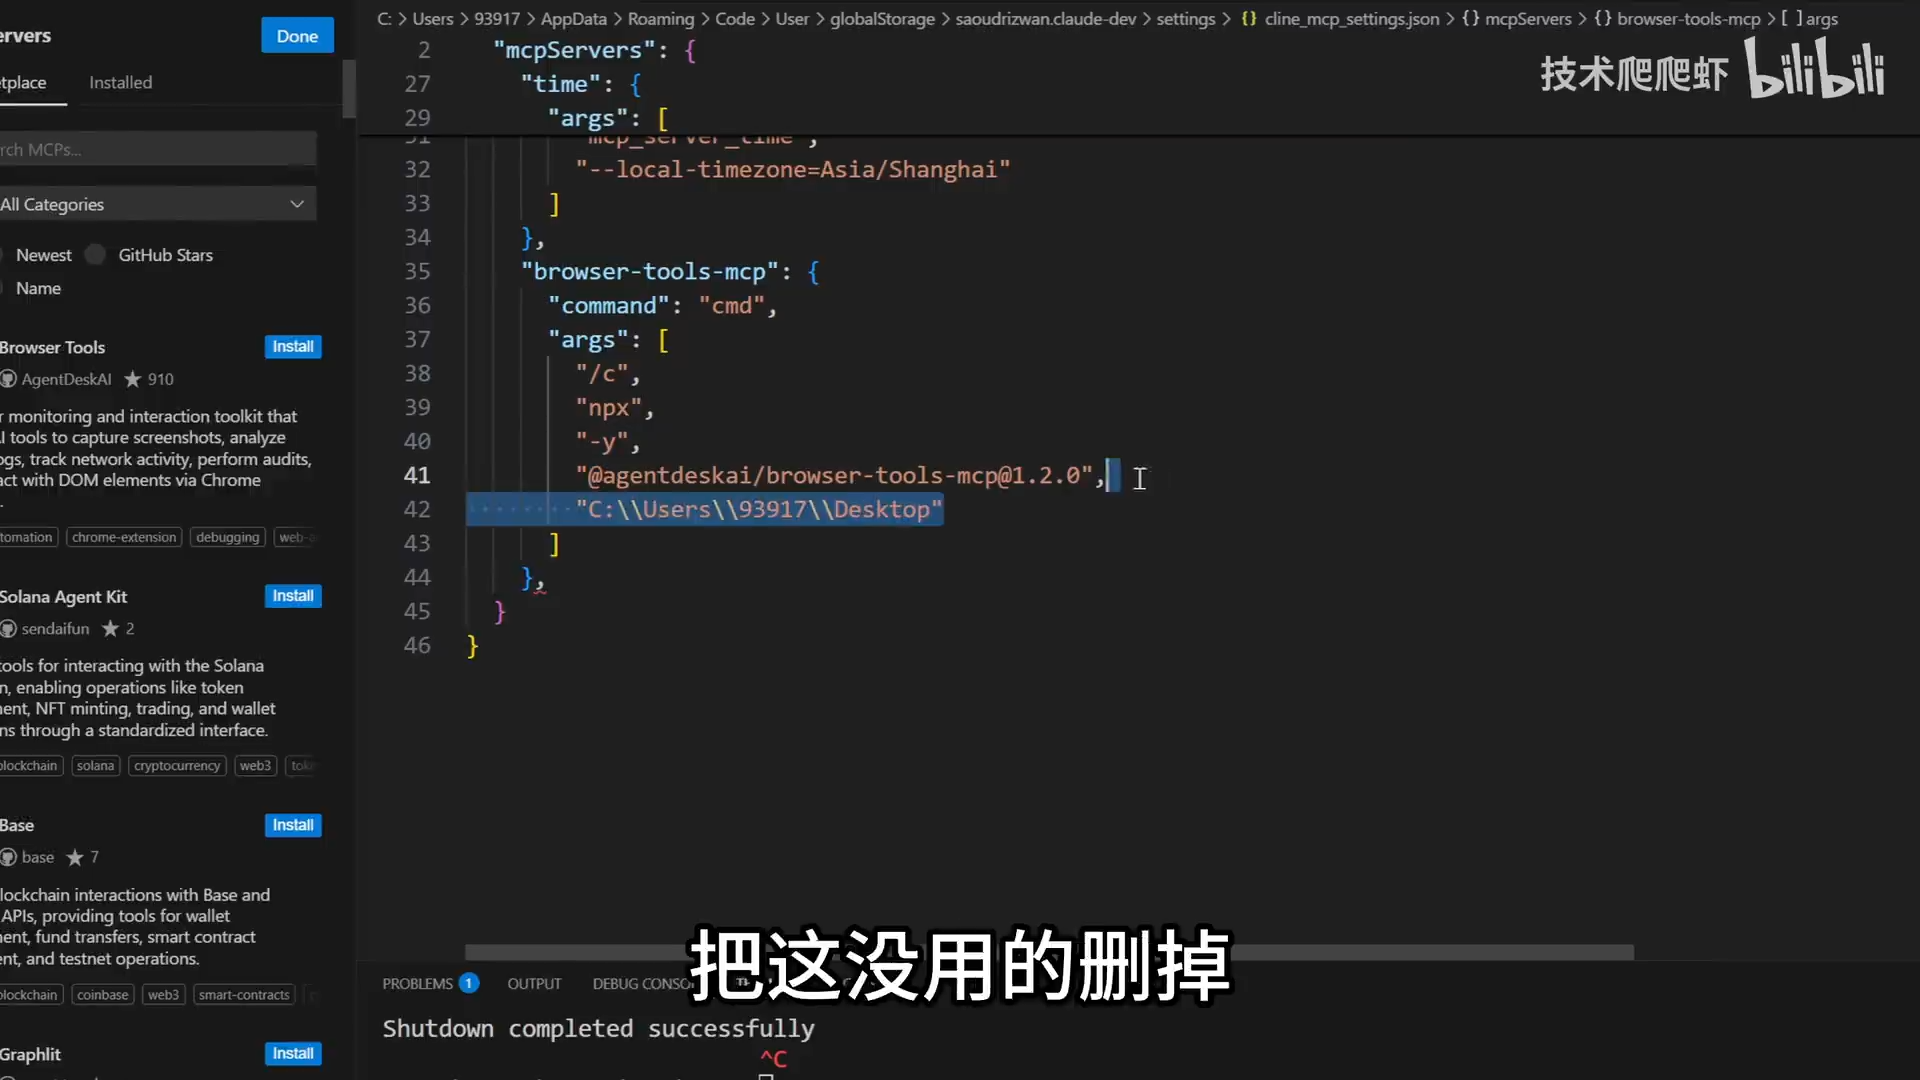 ervers
Done
etplace
Installed
rch MCPs...
All Categories
Newest
GitHub Stars
Name
Browser Tools
Install
AgentDeskAI ★ 910
r monitoring and interaction toolkit that
I tools to capture screenshots, analyze
ogs, track network activity, perform audits,
act with DOM elements via Chrome
.
tomation
chrome-extension
debugging
web-a
Solana Agent Kit
Install
sendaifun ★ 2
tools for interacting with the Solana
n, enabling operations like token
ment, NFT minting, trading, and wallet
ns through a standardized interface.
blockchain
solana
cryptocurrency
web3
tok
Base
Install
base ★ 7
lockchain interactions with Base and
APIs, providing tools for wallet
ment, fund transfers, smart contract
ent, and testnet operations.
blockchain
coinbase
web3
smart-contracts
Graphlit
Install
C: > Users > 93917 > AppData > Roaming > Code > User > globalStorage > saoudrizwan.claude-dev > settings > {} cline_mcp_settings.json > {} mcpServers > {} browser-tools-mcp > [ ] args
技术爬爬虾 bilibili
2 "mcpServers": {
27 "time": {
29 "args": [
31 "mcp_server_time",
32 "--local-timezone=Asia/Shanghai"
33 ]
34 },
35 "browser-tools-mcp": {
36 "command": "cmd",
37 "args": [
38 "/c",
39 "npx",
40 "-y",
41 "@agentdeskai/browser-tools-mcp@1.2.0",
42 "C:\\Users\\93917\\Desktop"
43 ]
44 },
45 }
46 }
把这没用的删掉
PROBLEMS 1
OUTPUT
DEBUG CONSO
Shutdown completed successfully
^C